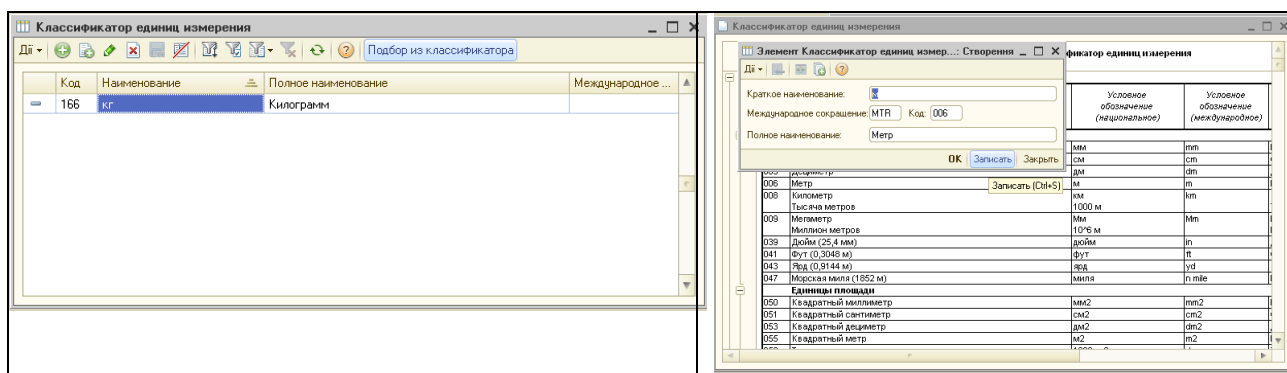 Классификатор единиц измерения
Дії
Подбор из классификатора
Код Наименование Полное наименование Международное ...
166 кг Килограмм
Классификатор единиц измерения
Элемент Классификатор единиц измер...: Створення
Дії
Краткое наименование:
Международное сокращение: MTR Код: 006
Полное наименование: Метр
OK Записать Закрыть
Записать (Ctrl+S)
фикатор единиц измерения
Условное обозначение (национальное)
Условное обозначение (международное)
мм mm
см cm
дм dm
006 Метр м m
008 Километр км km
Тысяча метров 1000 м
009 Мегаметр Мм Mm
Миллион метров 10^6 м
039 Дюйм (25,4 мм) дюйм in
041 Фут (0,3048 м) фут ft
043 Ярд (0,9144 м) ярд yd
047 Морская миля (1852 м) миля n mile
Единицы площади
050 Квадратный миллиметр мм2 mm2
051 Квадратный сантиметр см2 cm2
053 Квадратный дециметр дм2 dm2
055 Квадратный метр м2 m2